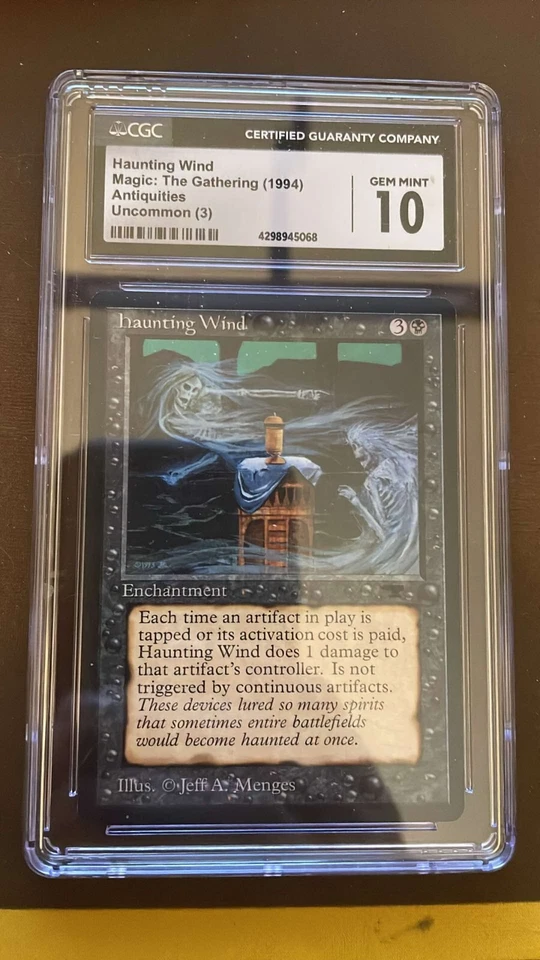 CGC
CERTIFIED GUARANTY COMPANY
Haunting Wind
Magic: The Gathering (1994)
Antiquities
Uncommon (3)
GEM MINT
10
4298945068
Haunting Wind
3
Enchantment
Each time an artifact in play is
tapped or its activation cost is paid,
Haunting Wind does 1 damage to
that artifact's controller. Is not
triggered by continuous artifacts.
These devices lured so many spirits
that sometimes entire battlefields
would become haunted at once.
Illus. © Jeff A. Menges